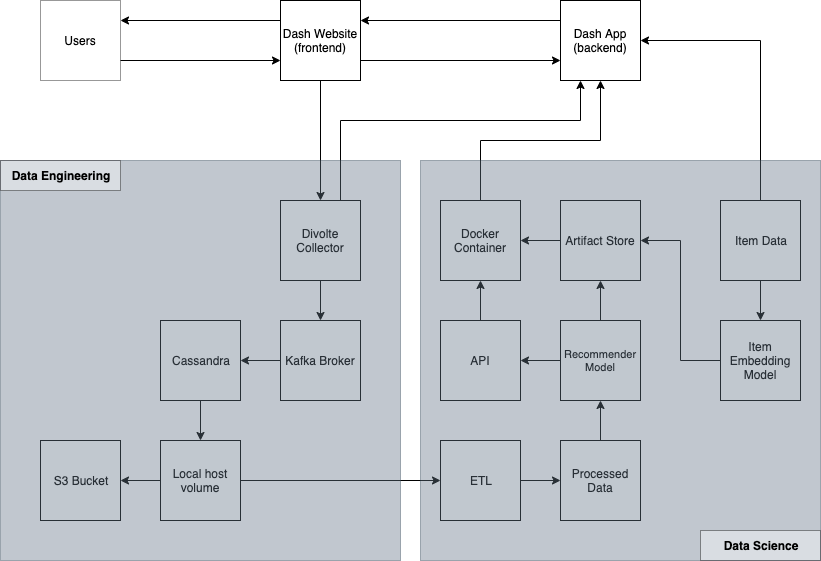 Users
Dash Website
(frontend)
Dash App
(backend)
Data Engineering
Divolte
Collector
Docker
Container
Artifact Store
Item Data
Cassandra
Kafka Broker
API
Recommender
Model
Item
Embedding
Model
S3 Bucket
Local host
volume
ETL
Processed
Data
Data Science